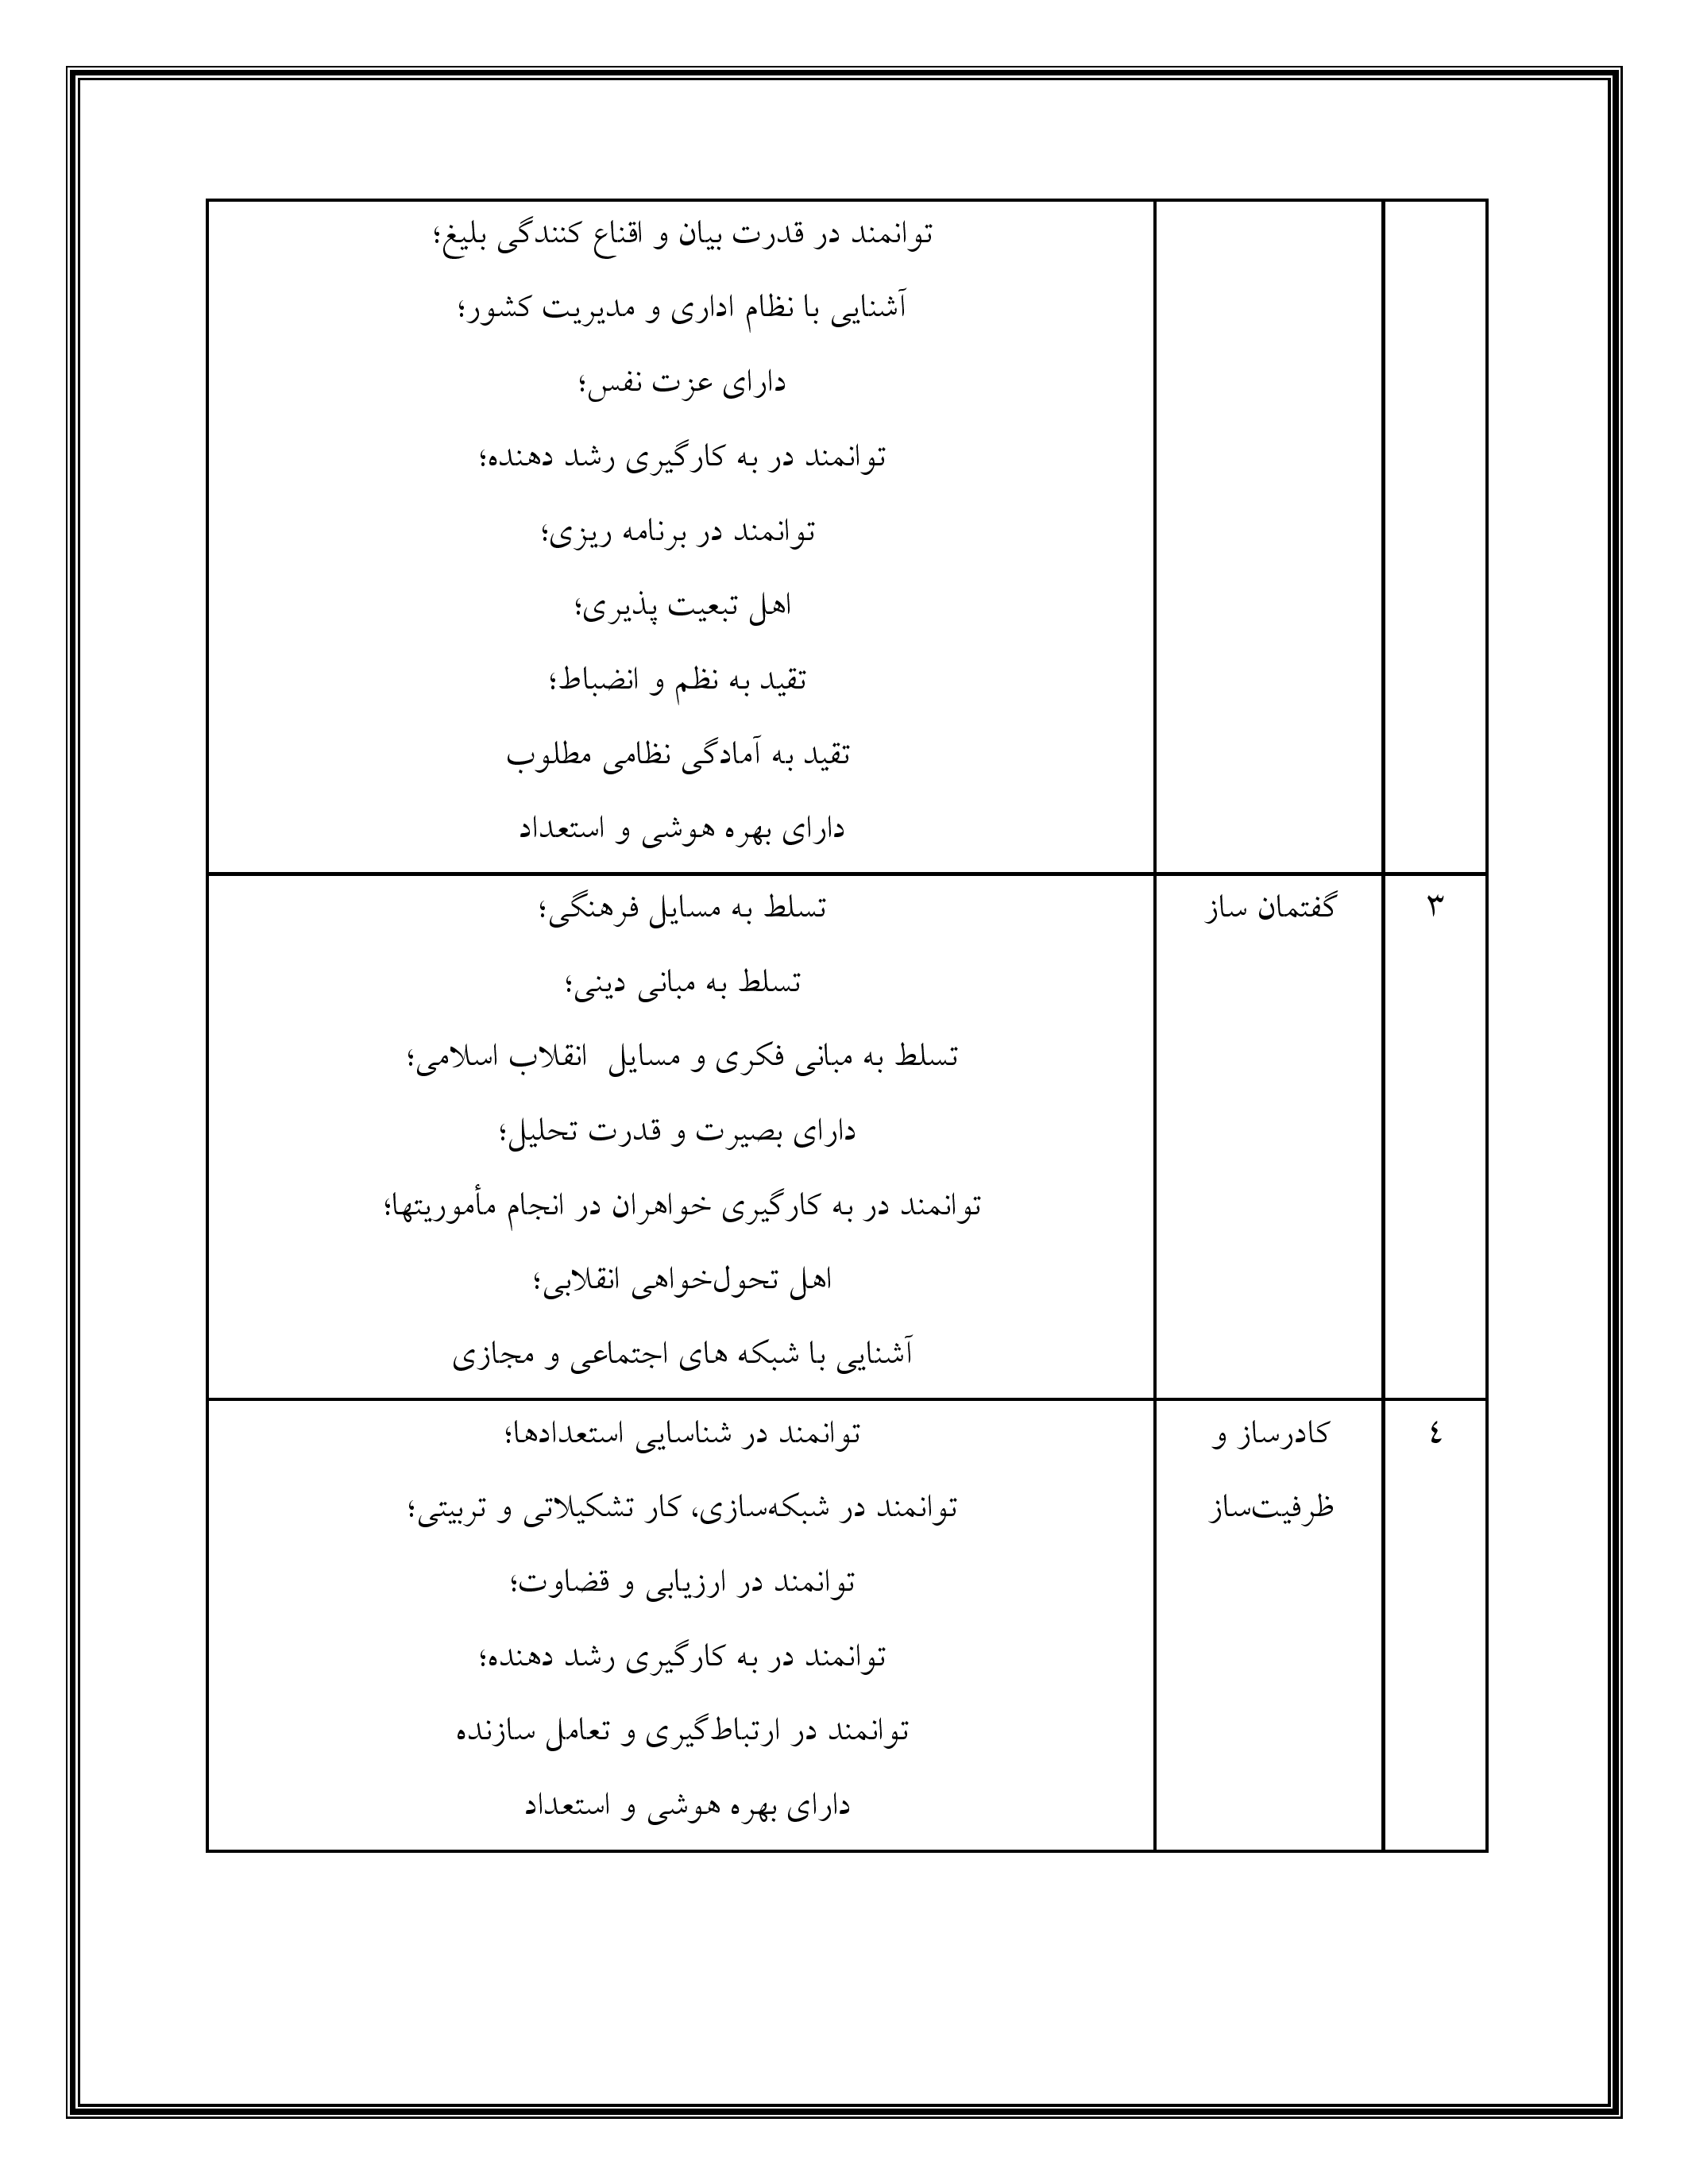 توانمند در قدرت بیان و اقناع کنندگی بلیغ؛
آشنایی با نظام اداری و مدیریت کشور؛
دارای عزت نفس؛
توانمند در به کارگیری رشد دهنده؛
توانمند در برنامه ریزی؛
اهل تبعیت پذیری؛
تقید به نظم و انضباط؛
تقید به آمادگی نظامی مطلوب
دارای بهره هوشی و استعداد
۳ گفتمان ساز تسلط به مسایل فرهنگی؛
تسلط به مبانی دینی؛
تسلط به مبانی فکری و مسایل انقلاب اسلامی؛
دارای بصیرت و قدرت تحلیل؛
توانمند در به کارگیری خواهران در انجام مأموریتها؛
اهل تحول‌خواهی انقلابی؛
آشنایی با شبکه های اجتماعی و مجازی
٤ کادرساز و توانمند در شناسایی استعدادها؛
ظرفیت‌ساز توانمند در شبکه‌سازی، کار تشکیلاتی و تربیتی؛
توانمند در ارزیابی و قضاوت؛
توانمند در به کارگیری رشد دهنده؛
توانمند در ارتباط‌گیری و تعامل سازنده
دارای بهره هوشی و استعداد